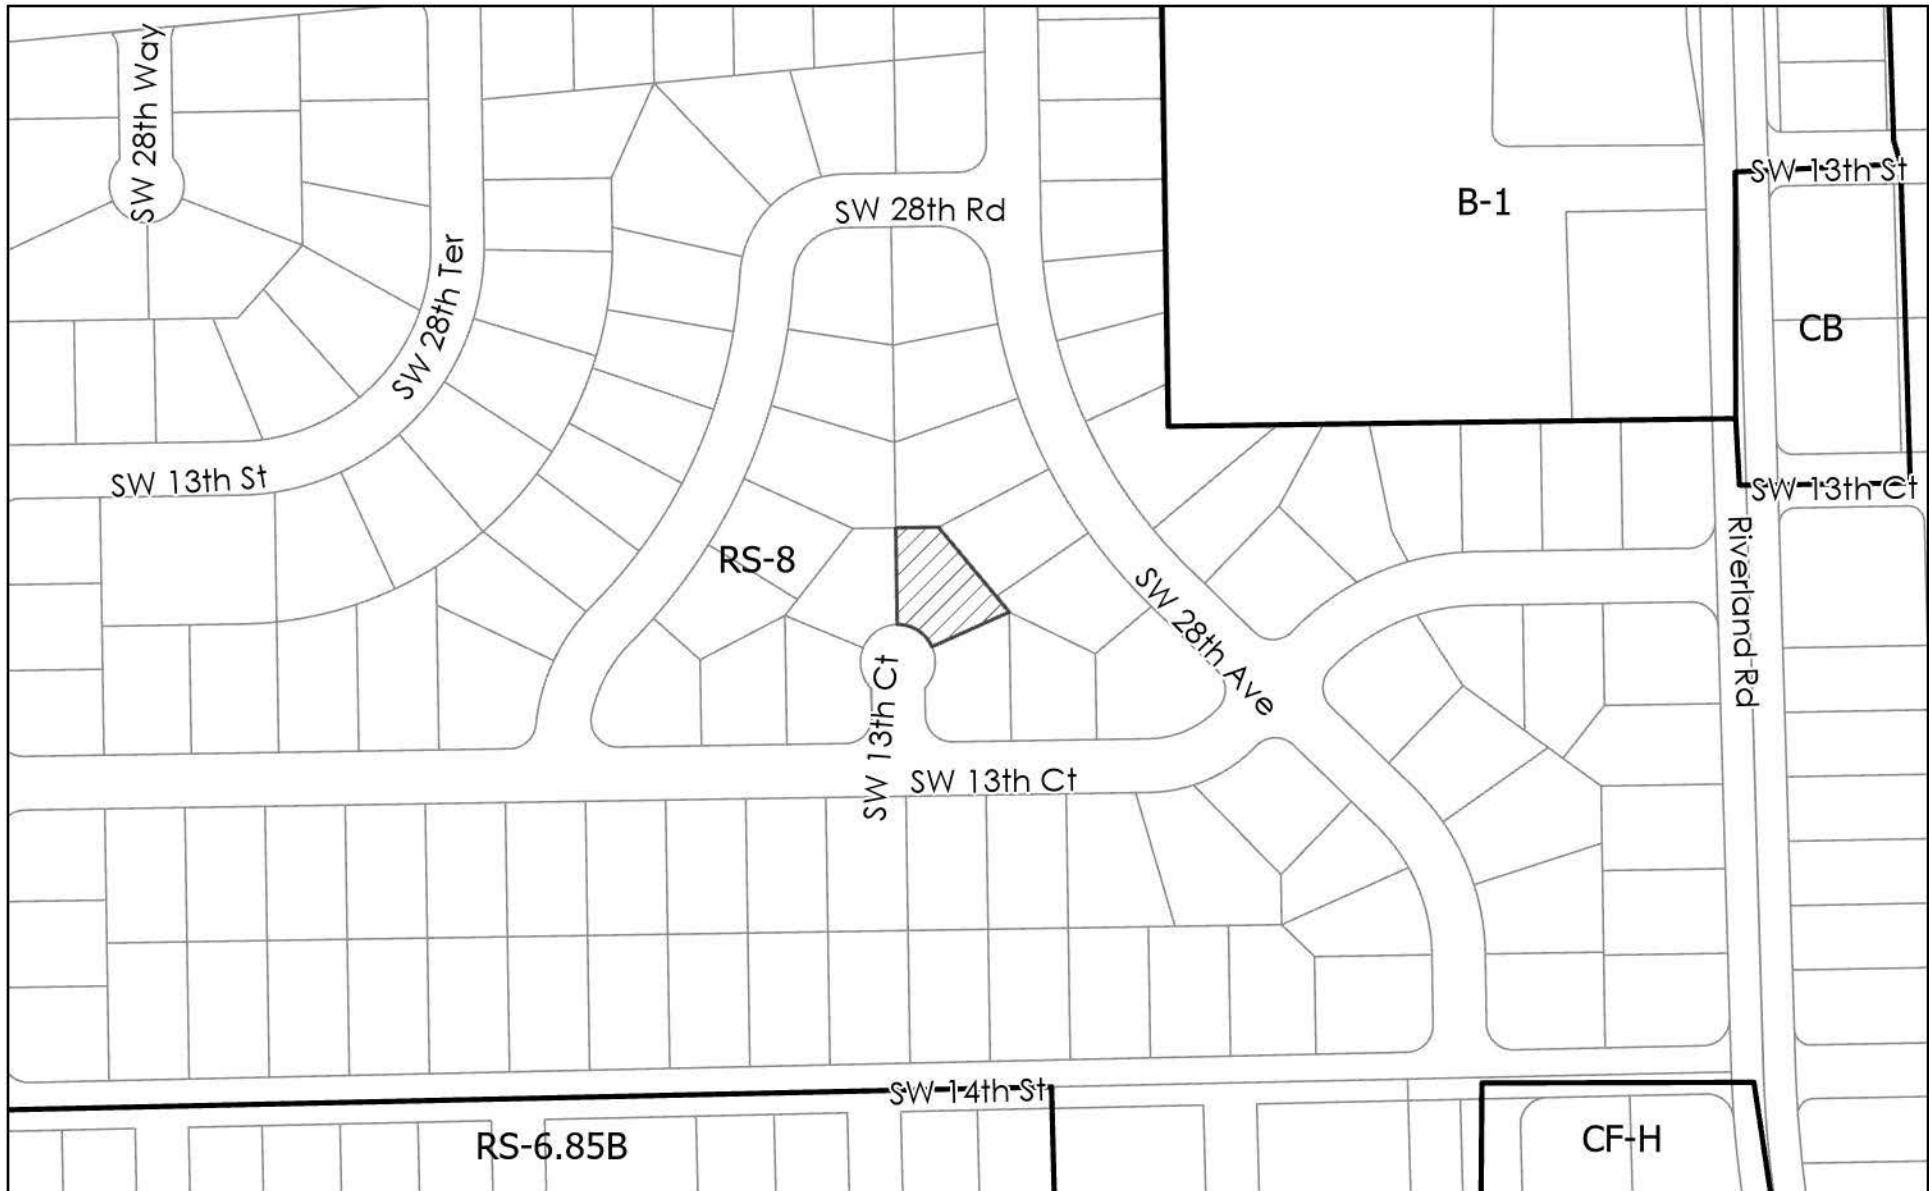 SW 28th Way
SW 13th St
B-1
SW 28th Rd
SW 28th Ter
CB
SW 13th St
SW 13th Ct
RS-8
SW 28th Ave
Riverland Rd
SW 13th Ct
SW 13th Ct
SW 14th St
RS-6.85B
CF-H